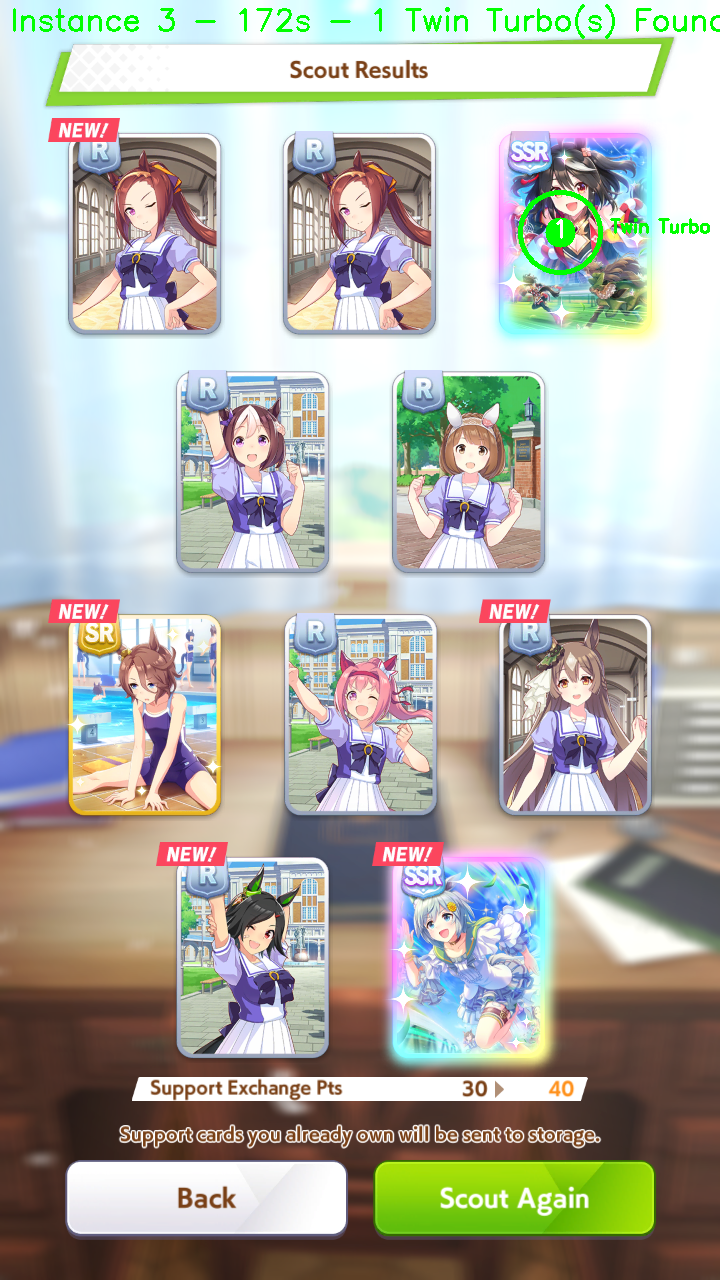 Instance 3 - 172s - 1 Twin Turbo(s) Found
Scout Results
NEW!
R
R
SSR
1
Twin Turbo
R
R
NEW!
SR
R
NEW!
R
NEW!
R
NEW!
SSR
Support Exchange Pts 30 40
Support cards you already own will be sent to storage.
Back
Scout Again